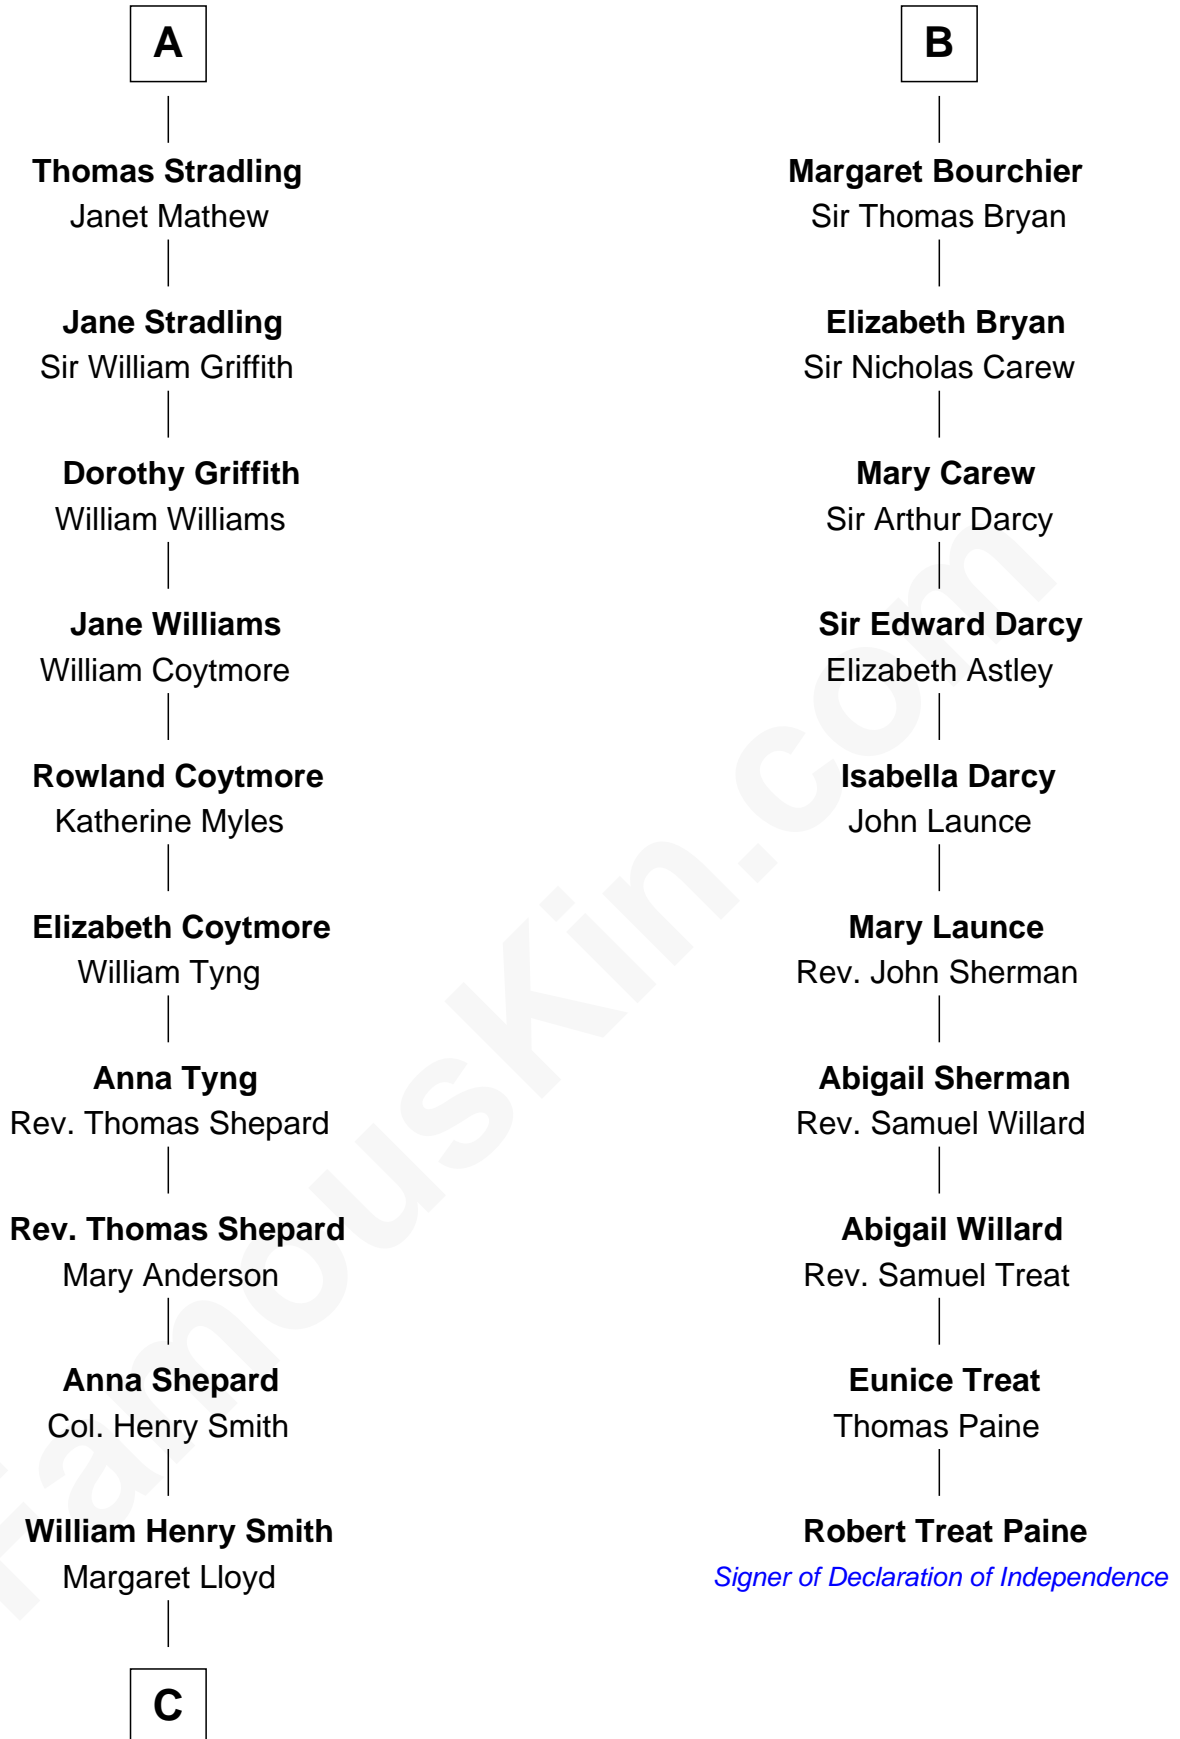 A
Thomas Stradling
Janet Mathew
Jane Stradling
Sir William Griffith
Dorothy Griffith
William Williams
Jane Williams
William Coytmore
Rowland Coytmore
Katherine Myles
Elizabeth Coytmore
William Tyng
Anna Tyng
Rev. Thomas Shepard
Rev. Thomas Shepard
Mary Anderson
Anna Shepard
Col. Henry Smith
William Henry Smith
Margaret Lloyd
C
B
Margaret Bourchier
Sir Thomas Bryan
Elizabeth Bryan
Sir Nicholas Carew
Mary Carew
Sir Arthur Darcy
Sir Edward Darcy
Elizabeth Astley
Isabella Darcy
John Launce
Mary Launce
Rev. John Sherman
Abigail Sherman
Rev. Samuel Willard
Abigail Willard
Rev. Samuel Treat
Eunice Treat
Thomas Paine
Robert Treat Paine
Signer of Declaration of Independence
FamousKin.com